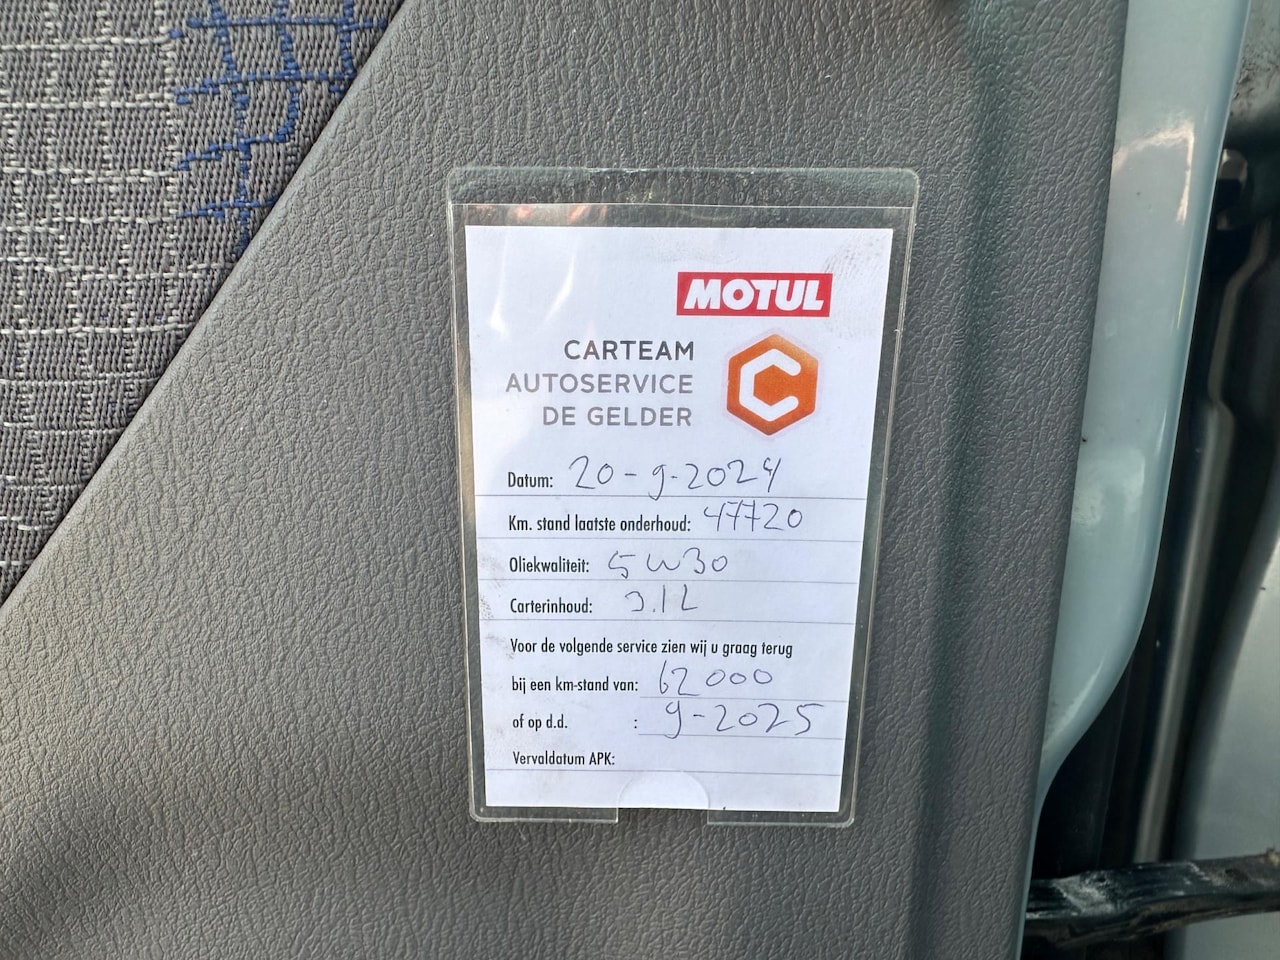 MOTUL
CARTEAM
AUTOSERVICE
DE GELDER
Datum: 20-9-2024
Km. stand laatste onderhoud: 47720
Oliekwaliteit: 5W30
Carterinhoud: 3.1L
Voor de volgende service zien wij u graag terug
bij een km-stand van: 62000
of op d.d. : 9-2025
Vervaldatum APK: